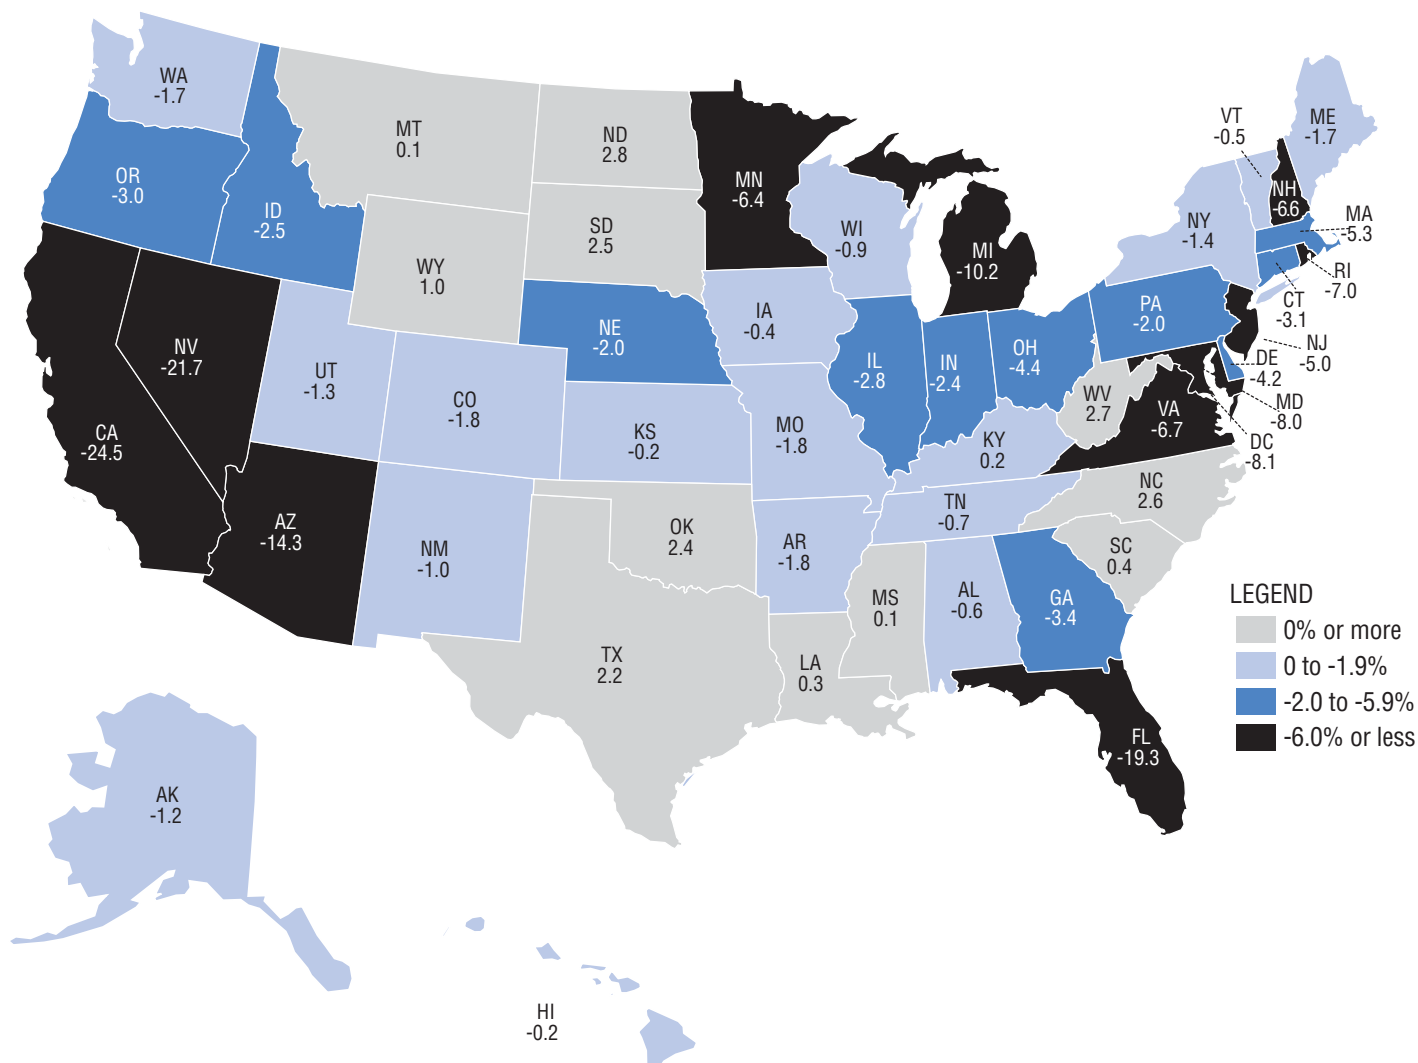 WA
-1.7
MT
0.1
ND
2.8
MN
-6.4
VT
-0.5
ME
-1.7
OR
-3.0
ID
-2.5
SD
2.5
WI
-0.9
NY
-1.4
NH
-6.6
MA
-5.3
WY
1.0
MI
-10.2
RI
-7.0
CT
-3.1
IA
-0.4
PA
-2.0
NE
-2.0
NV
-21.7
UT
-1.3
IL
-2.8
IN
-2.4
OH
-4.4
NJ
-5.0
DE
-4.2
CO
-1.8
WV
2.7
VA
-6.7
MD
-8.0
DC
-8.1
CA
-24.5
KS
-0.2
MO
-1.8
KY
0.2
NC
2.6
TN
-0.7
AZ
-14.3
NM
-1.0
OK
2.4
AR
-1.8
SC
0.4
MS
0.1
AL
-0.6
GA
-3.4
TX
2.2
LA
0.3
FL
-19.3
LEGEND
0% or more
0 to -1.9%
-2.0 to -5.9%
-6.0% or less
AK
-1.2
HI
-0.2